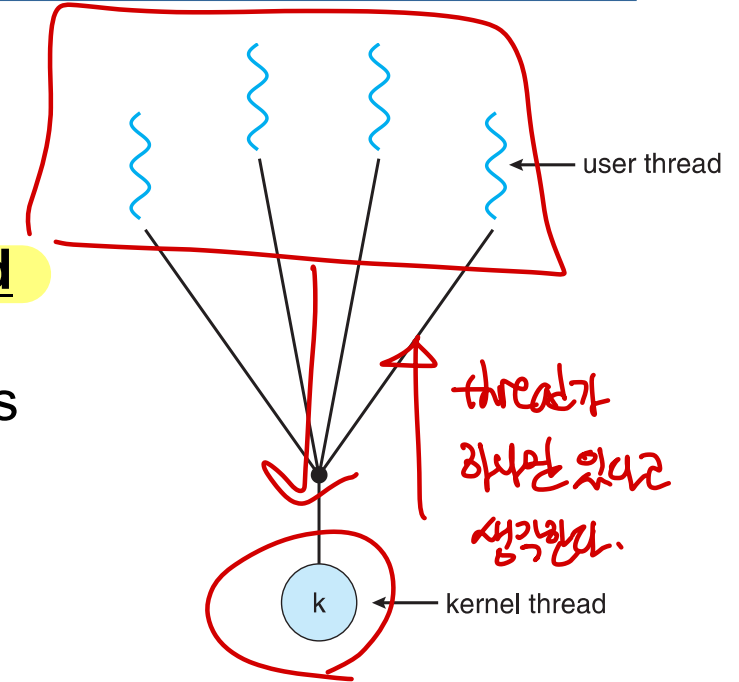 user thread
d
s
thread가
하나만 있다고
생각한다.
k
kernel thread